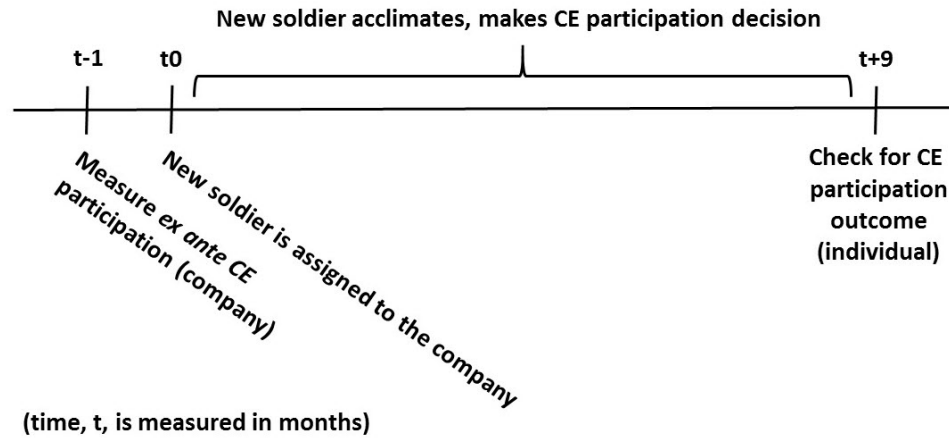 New soldier acclimates, makes CE participation decision
t-1
t0
t+9
Measure ex ante CE
participation (company)
New soldier is assigned to the company
Check for CE
participation
outcome
(individual)
(time, t, is measured in months)